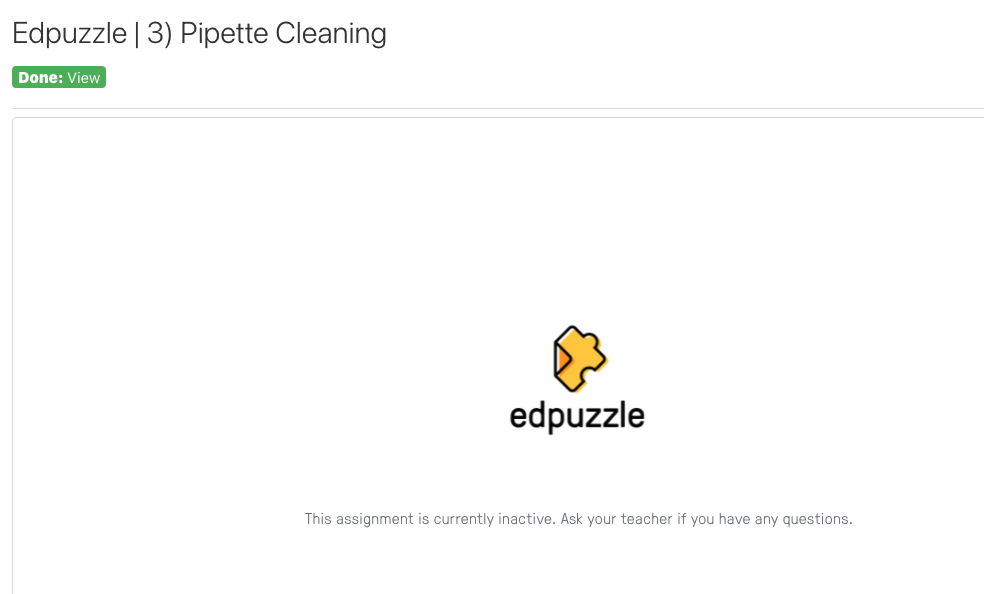 Edpuzzle | 3) Pipette Cleaning
Done: View
edpuzzle
This assignment is currently inactive. Ask your teacher if you have any questions.